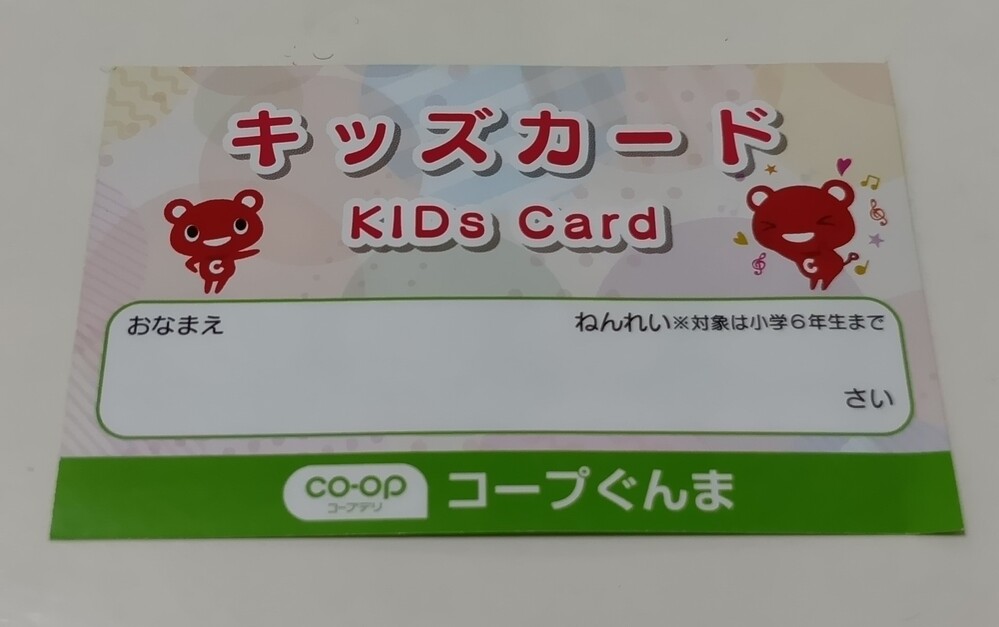 キッズカード
KIDs Card
おなまえ ねんれい※対象は小学6年生まで
さい
co-op コープぐんま
コープデリ